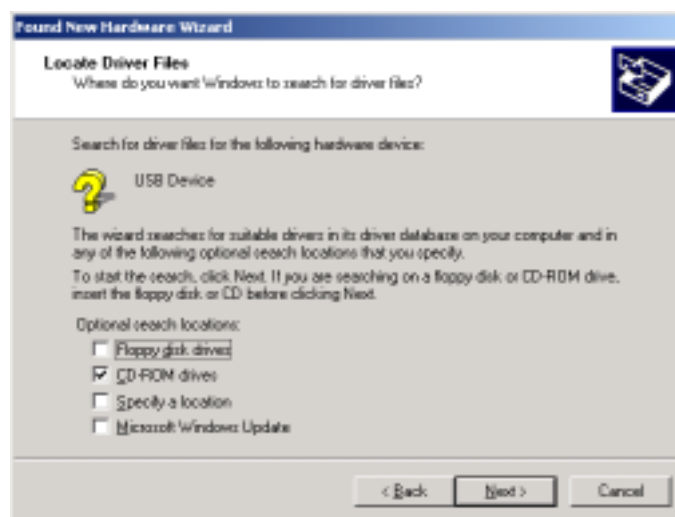 Found New Hardware Wizard
Locate Driver Files
Where do you want Windows to search for driver files?
Search for driver files for the following hardware device:
USB Device
The wizard searches for suitable drivers in its driver database on your computer and in
any of the following optional search locations that you specify.
To start the search, click Next. If you are searching on a floppy disk or CD-ROM drive,
insert the floppy disk or CD before clicking Next.
Optional search locations:
Floppy disk drives
CD-ROM drives
Specify a location
Microsoft Windows Update
< Back Next > Cancel